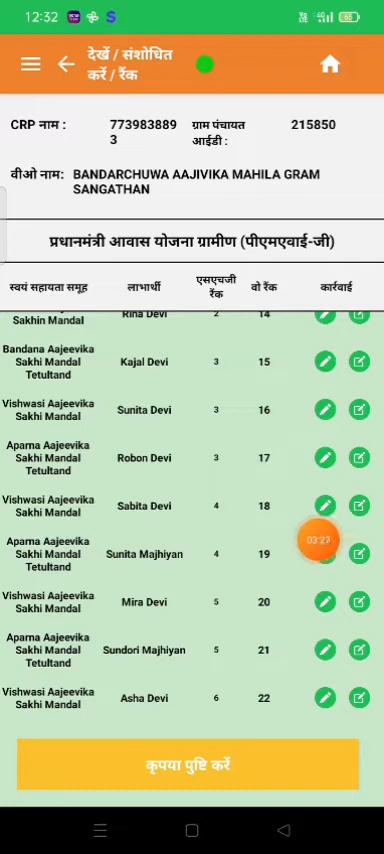 12:32
65
देखें / संशोधित
करें / रैंक
CRP नाम :
773983889
3
ग्राम पंचायत
आईडी :
215850
वीओ नाम: BANDARCHUWA AAJIVIKA MAHILA GRAM
SANGATHAN
प्रधानमंत्री आवास योजना ग्रामीण (पीएमएवाई-जी)
स्वयं सहायता समूह लाभार्थी एसएचजी रैंक वो रैंक कार्रवाई
Sakhin Mandal Rina Devi 2 14
Bandana Aajeevika
Sakhi Mandal Kajal Devi 3 15
Tetultand
Vishwasi Aajeevika
Sakhi Mandal Sunita Devi 3 16
Aparna Aajeevika
Sakhi Mandal Robon Devi 3 17
Tetultand
Vishwasi Aajeevika
Sakhi Mandal Sabita Devi 4 18
Aparna Aajeevika
Sakhi Mandal Sunita Majhiyan 4 19
Tetultand
03:27
Vishwasi Aajeevika
Sakhi Mandal Mira Devi 5 20
Aparna Aajeevika
Sakhi Mandal Sundori Majhiyan 5 21
Tetultand
Vishwasi Aajeevika
Sakhi Mandal Asha Devi 6 22
कृपया पुष्टि करें